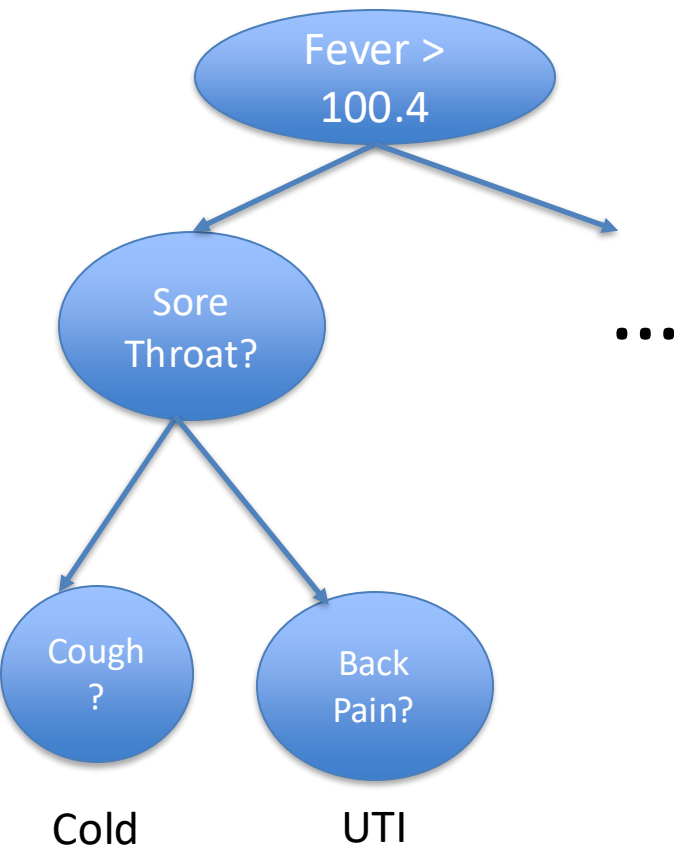 Fever >
100.4
Sore
Throat?
...
Cough
?
Back
Pain?
Cold
UTI